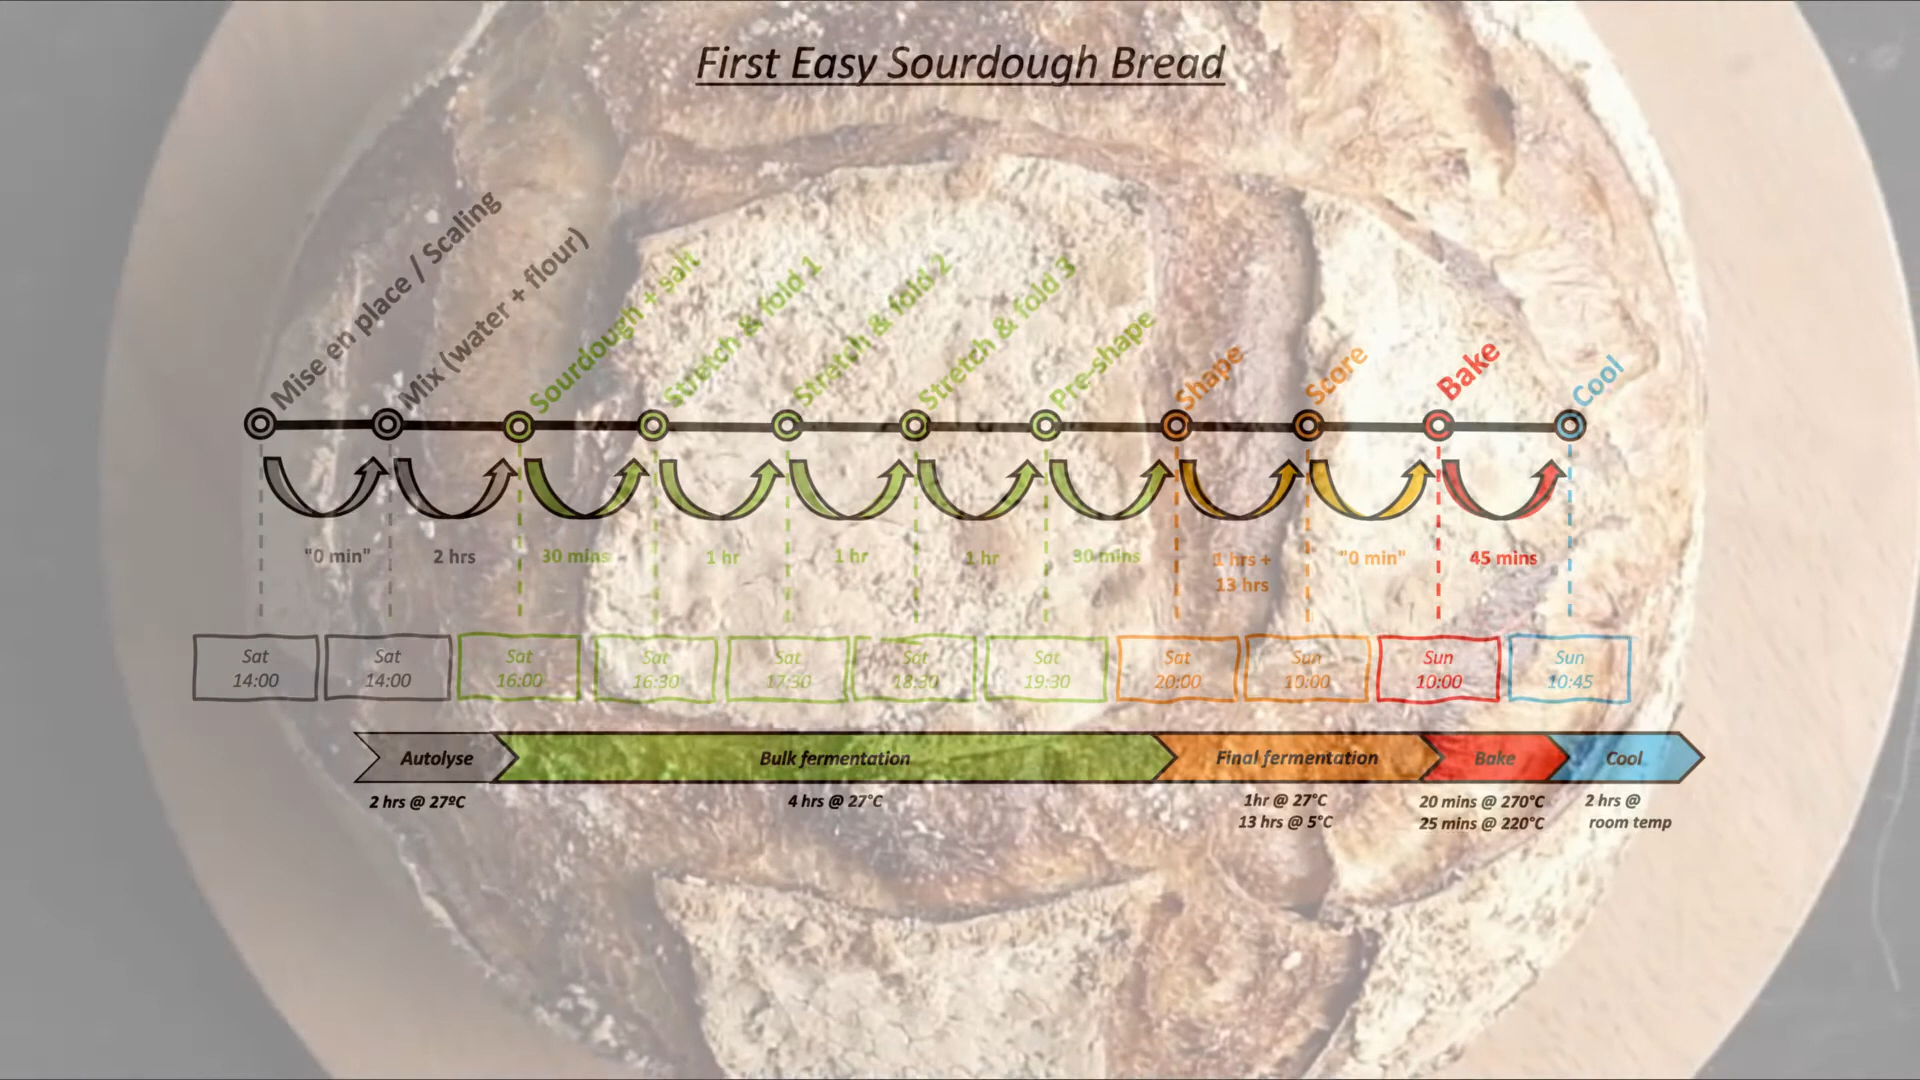 First Easy Sourdough Bread
Mise en place / Scaling
Mix (water + flour)
Sourdough + salt
Stretch & fold 1
Stretch & fold 2
Stretch & fold 3
Pre-shape
Shape
Score
Bake
Cool
"0 min"
2 hrs
30 mins
1 hr
1 hr
1 hr
30 mins
1 hrs +
13 hrs
"0 min"
45 mins
Sat
14:00
Sat
14:00
Sat
16:00
Sat
16:30
Sat
17:30
Sat
18:30
Sat
19:30
Sat
20:00
Sun
10:00
Sun
10:00
Sun
10:45
Autolyse
Bulk fermentation
Final fermentation
Bake
Cool
2 hrs @ 27ºC
4 hrs @ 27°C
1hr @ 27°C
13 hrs @ 5°C
20 mins @ 270°C
25 mins @ 220°C
2 hrs @
room temp